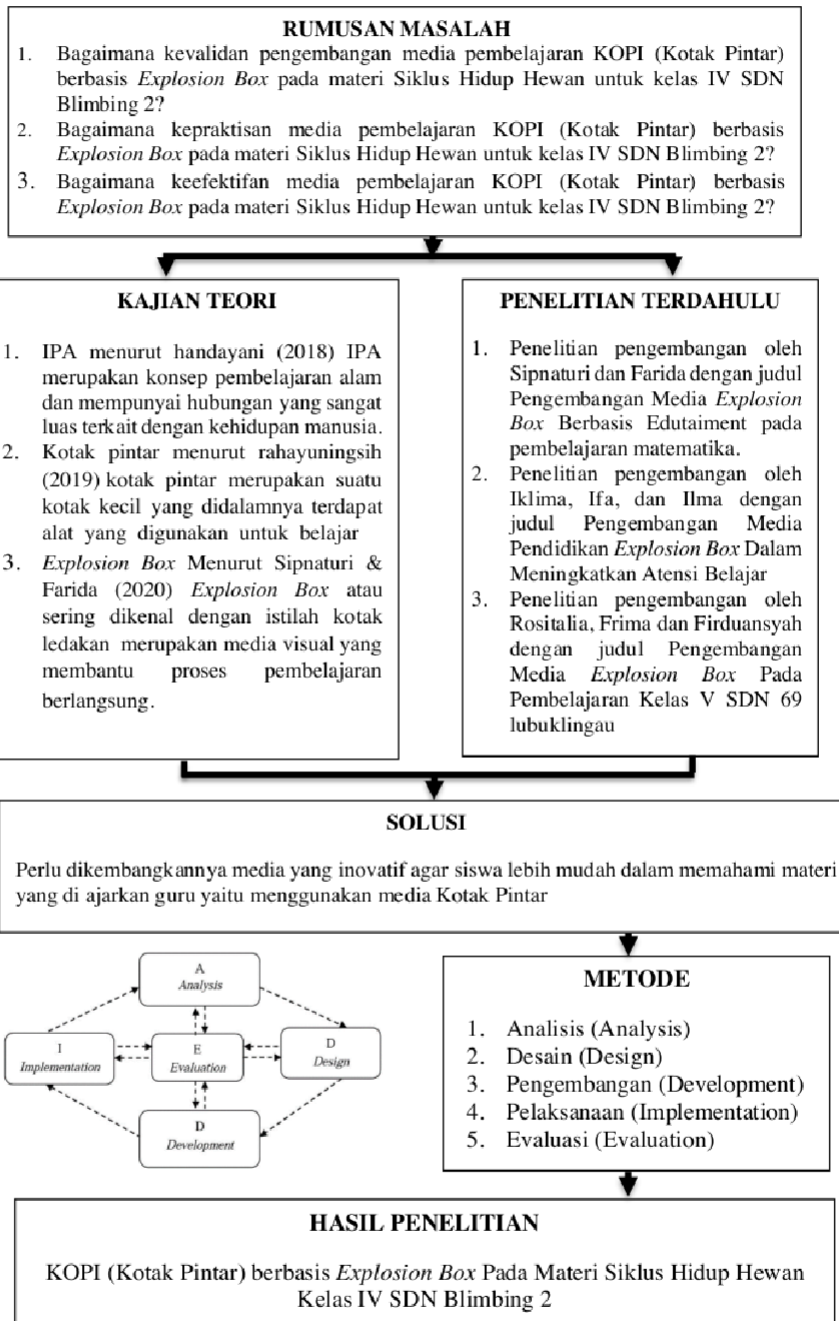 RUMUSAN MASALAH
1. Bagaimana kevalidan pengembangan media pembelajaran KOPI (Kotak Pintar)
berbasis Explosion Box pada materi Siklus Hidup Hewan untuk kelas IV SDN
Blimbing 2?
2. Bagaimana kepraktisan media pembelajaran KOPI (Kotak Pintar) berbasis
Explosion Box pada materi Siklus Hidup Hewan untuk kelas IV SDN Blimbing 2?
3. Bagaimana keefektifan media pembelajaran KOPI (Kotak Pintar) berbasis
Explosion Box pada materi Siklus Hidup Hewan untuk kelas IV SDN Blimbing 2?
KAJIAN TEORI
1. IPA menurut handayani (2018) IPA
merupakan konsep pembelajaran alam
dan mempunyai hubungan yang sangat
luas terkait dengan kehidupan manusia.
2. Kotak pintar menurut rahayuningsih
(2019) kotak pintar merupakan suatu
kotak kecil yang didalamnya terdapat
alat yang digunakan untuk belajar
3. Explosion Box Menurut Sipnaturi &
Farida (2020) Explosion Box atau
sering dikenal dengan istilah kotak
ledakan merupakan media visual yang
membantu proses pembelajaran
berlangsung.
PENELITIAN TERDAHULU
1. Penelitian pengembangan oleh
Sipnaturi dan Farida dengan judul
Pengembangan Media Explosion
Box Berbasis Edutaiment pada
pembelajaran matematika.
2. Penelitian pengembangan oleh
Iklima, Ifa, dan Ilma dengan
judul Pengembangan Media
Pendidikan Explosion Box Dalam
Meningkatkan Atensi Belajar
3. Penelitian pengembangan oleh
Rositalia, Frima dan Firduansyah
dengan judul Pengembangan
Media Explosion Box Pada
Pembelajaran Kelas V SDN 69
lubuklingau
SOLUSI
Perlu dikembangkannya media yang inovatif agar siswa lebih mudah dalam memahami materi
yang di ajarkan guru yaitu menggunakan media Kotak Pintar
A
Analysis
I
Implementation
E
Evaluation
D
Design
D
Development
METODE
1. Analisis (Analysis)
2. Desain (Design)
3. Pengembangan (Development)
4. Pelaksanaan (Implementation)
5. Evaluasi (Evaluation)
HASIL PENELITIAN
KOPI (Kotak Pintar) berbasis Explosion Box Pada Materi Siklus Hidup Hewan
Kelas IV SDN Blimbing 2